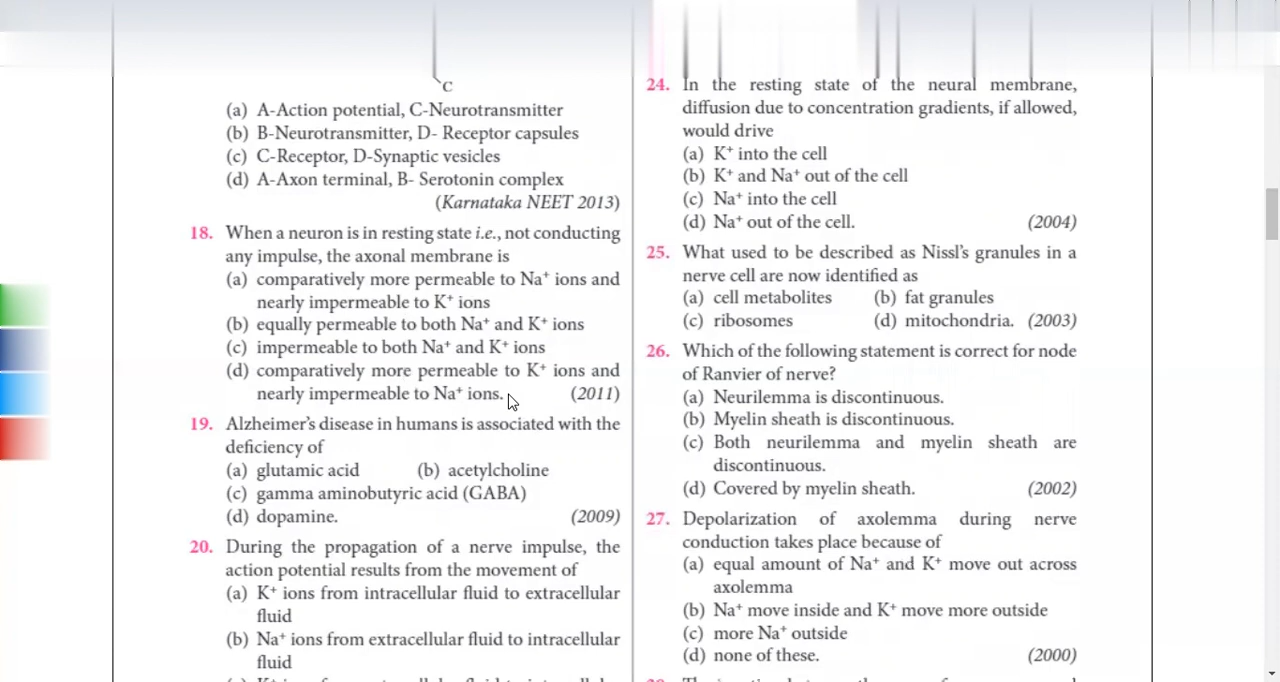 C
(a) A-Action potential, C-Neurotransmitter
(b) B-Neurotransmitter, D- Receptor capsules
(c) C-Receptor, D-Synaptic vesicles
(d) A-Axon terminal, B- Serotonin complex
(Karnataka NEET 2013)
18. When a neuron is in resting state i.e., not conducting
any impulse, the axonal membrane is
(a) comparatively more permeable to Na⁺ ions and
nearly impermeable to K⁺ ions
(b) equally permeable to both Na⁺ and K⁺ ions
(c) impermeable to both Na⁺ and K⁺ ions
(d) comparatively more permeable to K⁺ ions and
nearly impermeable to Na⁺ ions. (2011)
19. Alzheimer's disease in humans is associated with the
deficiency of
(a) glutamic acid (b) acetylcholine
(c) gamma aminobutyric acid (GABA)
(d) dopamine. (2009)
20. During the propagation of a nerve impulse, the
action potential results from the movement of
(a) K⁺ ions from intracellular fluid to extracellular
fluid
(b) Na⁺ ions from extracellular fluid to intracellular
fluid
24. In the resting state of the neural membrane,
diffusion due to concentration gradients, if allowed,
would drive
(a) K⁺ into the cell
(b) K⁺ and Na⁺ out of the cell
(c) Na⁺ into the cell
(d) Na⁺ out of the cell. (2004)
25. What used to be described as Nissl's granules in a
nerve cell are now identified as
(a) cell metabolites (b) fat granules
(c) ribosomes (d) mitochondria. (2003)
26. Which of the following statement is correct for node
of Ranvier of nerve?
(a) Neurilemma is discontinuous.
(b) Myelin sheath is discontinuous.
(c) Both neurilemma and myelin sheath are
discontinuous.
(d) Covered by myelin sheath. (2002)
27. Depolarization of axolemma during nerve
conduction takes place because of
(a) equal amount of Na⁺ and K⁺ move out across
axolemma
(b) Na⁺ move inside and K⁺ move more outside
(c) more Na⁺ outside
(d) none of these. (2000)